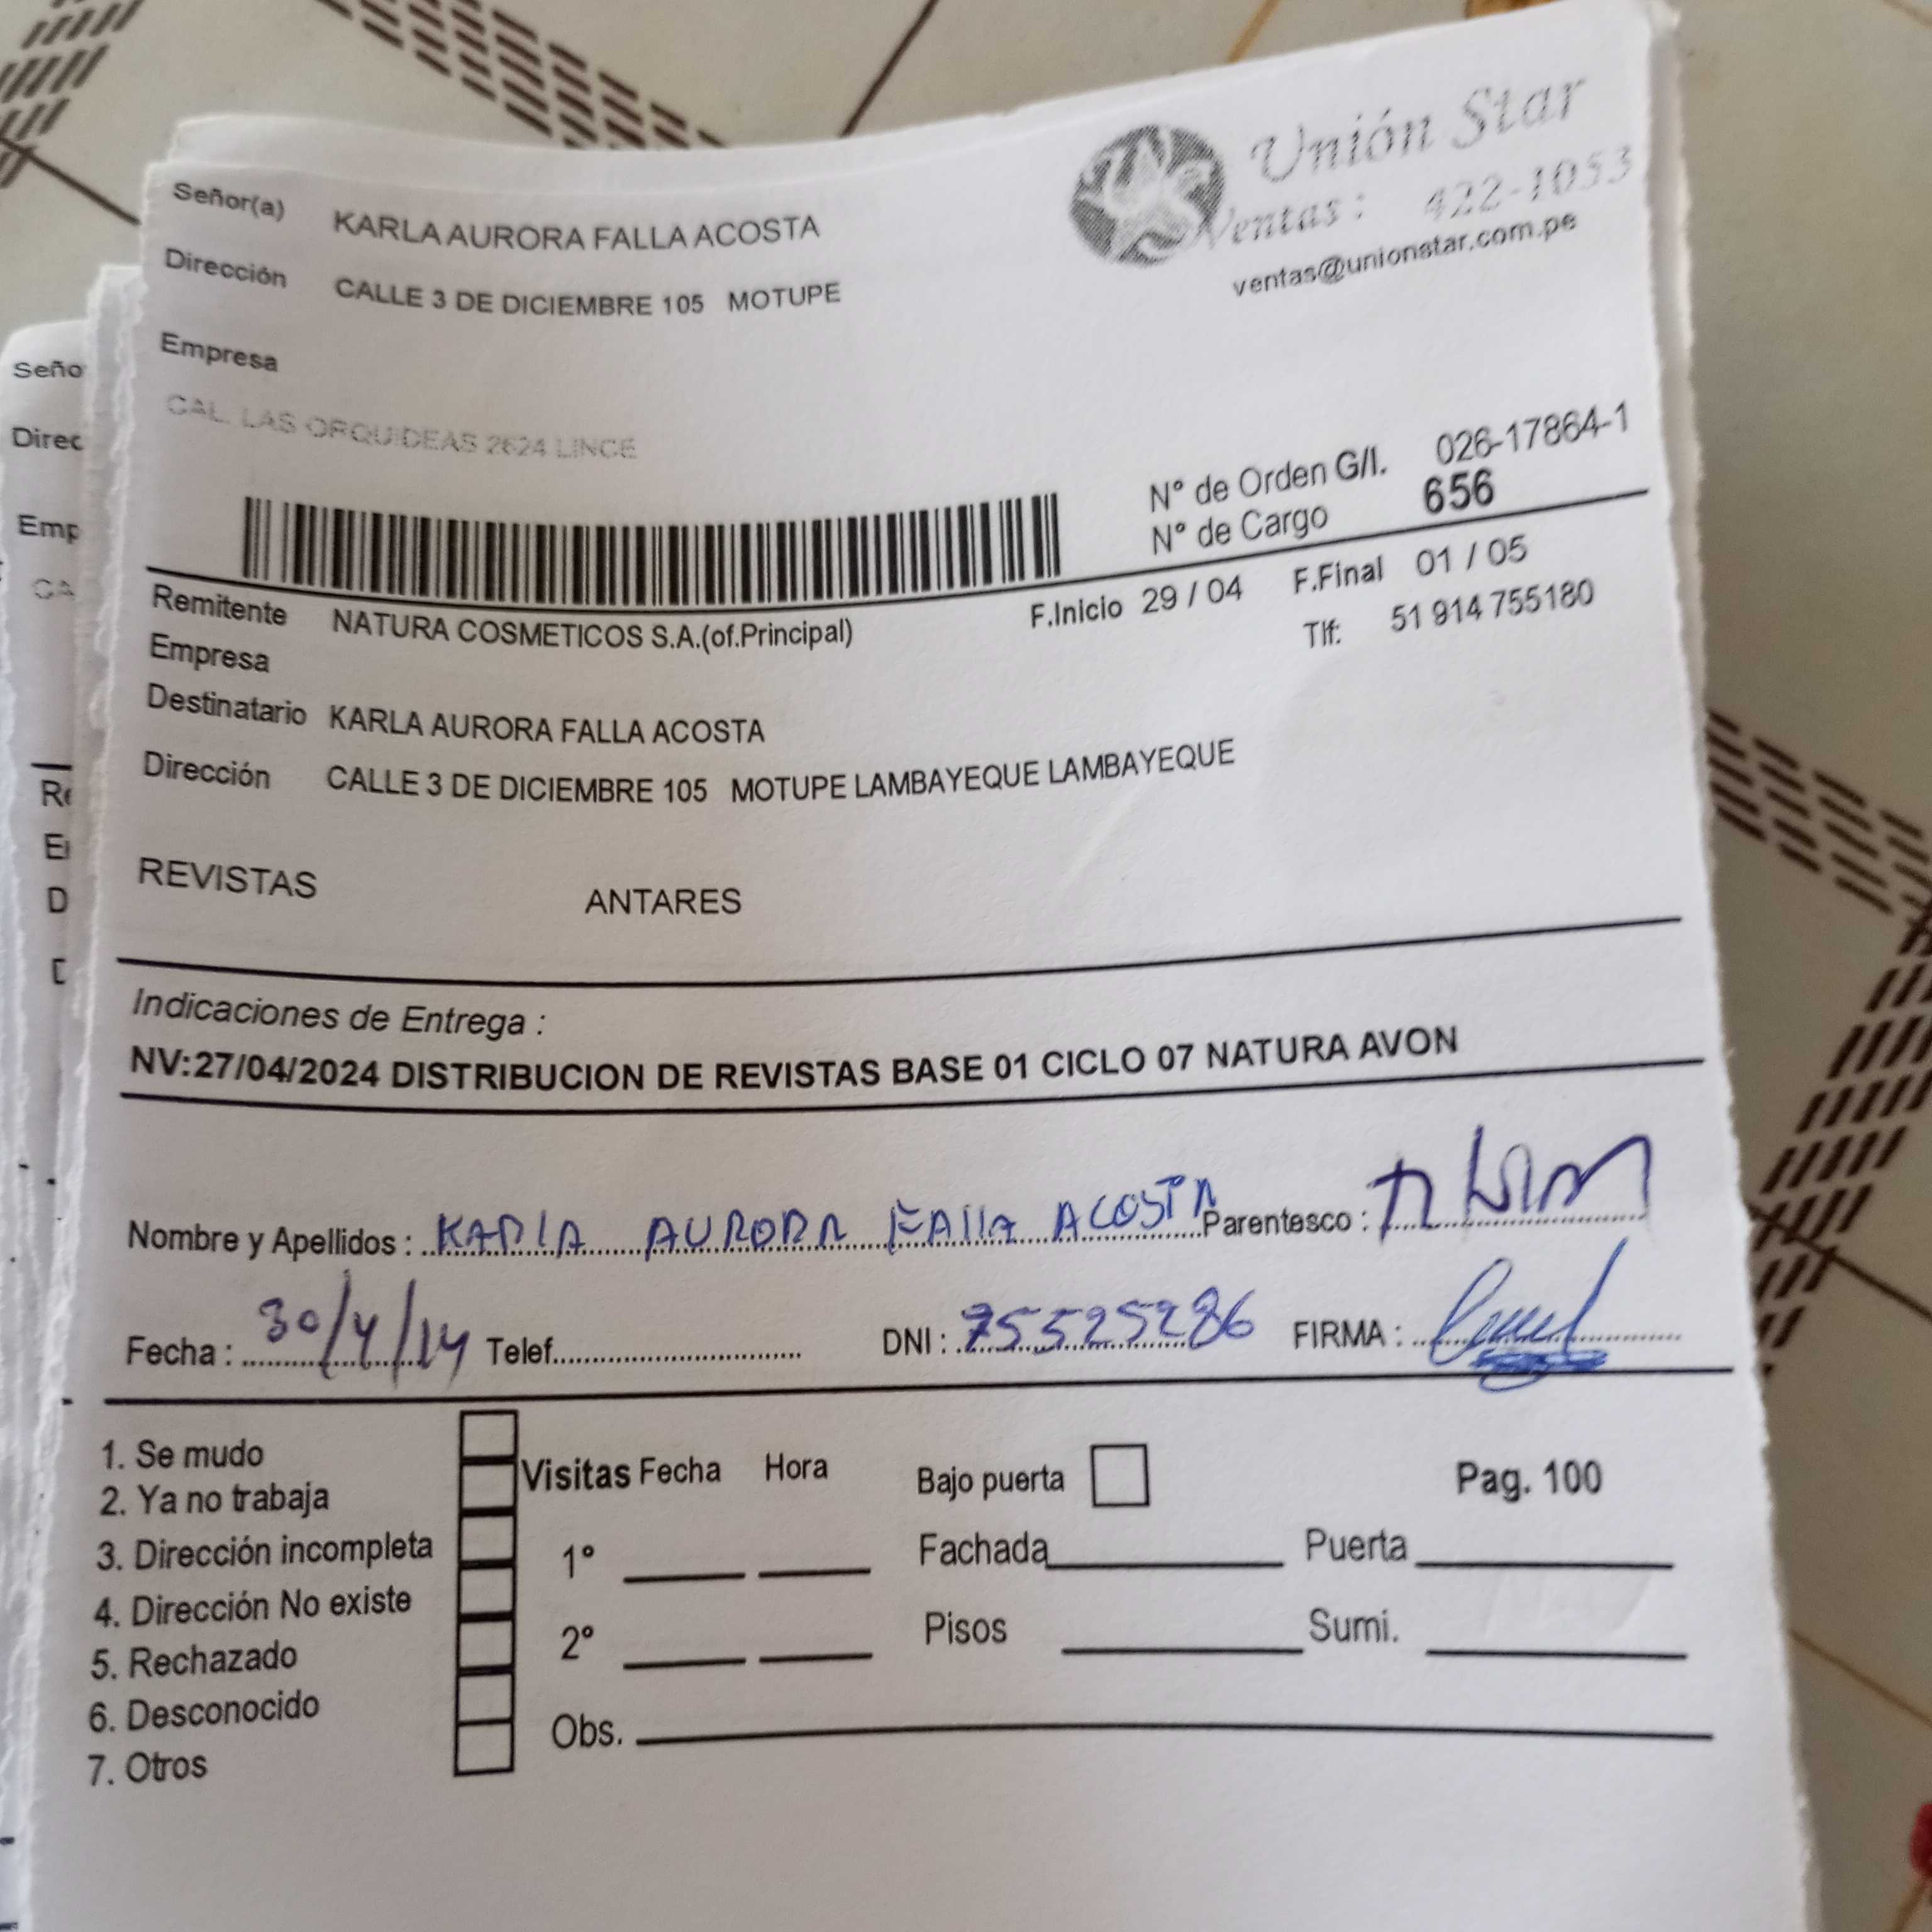 Unión Star
Ventas: 422-1053
ventas@unionstar.com.pe
Señor(a) KARLA AURORA FALLA ACOSTA
Dirección CALLE 3 DE DICIEMBRE 105 MOTUPE
Empresa
CAL. LAS ORQUIDEAS 2624 LINCE
N° de Orden G/I. 026-17864-1
N° de Cargo 656
F.Inicio 29 / 04 F.Final 01 / 05
Remitente NATURA COSMETICOS S.A.(of.Principal) Tlf: 51 914 755180
Empresa
Destinatario KARLA AURORA FALLA ACOSTA
Dirección CALLE 3 DE DICIEMBRE 105 MOTUPE LAMBAYEQUE LAMBAYEQUE
REVISTAS ANTARES
Indicaciones de Entrega :
NV:27/04/2024 DISTRIBUCION DE REVISTAS BASE 01 CICLO 07 NATURA AVON
Nombre y Apellidos : KARLA AURORA FAllA ACOSTA Parentesco :
Fecha : 30/4/ Telef. DNI : 75525286 FIRMA :
1. Se mudo
2. Ya no trabaja
3. Dirección incompleta
4. Dirección No existe
5. Rechazado
6. Desconocido
7. Otros
Visitas Fecha Hora Bajo puerta Pag. 100
1° Fachada Puerta
2° Pisos Sumi.
Obs.
Seño
Direc
Emp
CA